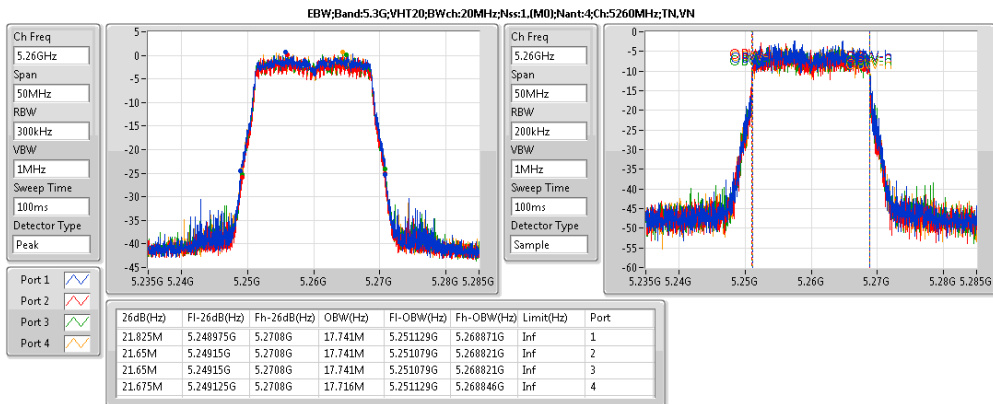 EBW;Band:5.3G;VHT20;BWch:20MHz;Nss:1,(M0);Nant:4;Ch:5260MHz;TN,VN
Ch Freq
5.26GHz
Span
50MHz
RBW
300kHz
VBW
1MHz
Sweep Time
100ms
Detector Type
Peak
5
0
-5
-10
-15
-20
-25
-30
-35
-40
-45
5.235G 5.24G 5.25G 5.26G 5.27G 5.28G 5.285G
Ch Freq
5.26GHz
Span
50MHz
RBW
200kHz
VBW
1MHz
Sweep Time
100ms
Detector Type
Sample
0
-5
-10
-15
-20
-25
-30
-35
-40
-45
-50
-55
-60
5.235G 5.24G 5.25G 5.26G 5.27G 5.28G 5.285G
Port 1
Port 2
Port 3
Port 4
26dB(Hz) Fl-26dB(Hz) Fh-26dB(Hz) OBW(Hz) Fl-OBW(Hz) Fh-OBW(Hz) Limit(Hz) Port
21.825M 5.248975G 5.2708G 17.741M 5.251129G 5.268871G Inf 1
21.65M 5.24915G 5.2708G 17.741M 5.251079G 5.268821G Inf 2
21.65M 5.24915G 5.2708G 17.741M 5.251079G 5.268821G Inf 3
21.675M 5.249125G 5.2708G 17.716M 5.251129G 5.268846G Inf 4